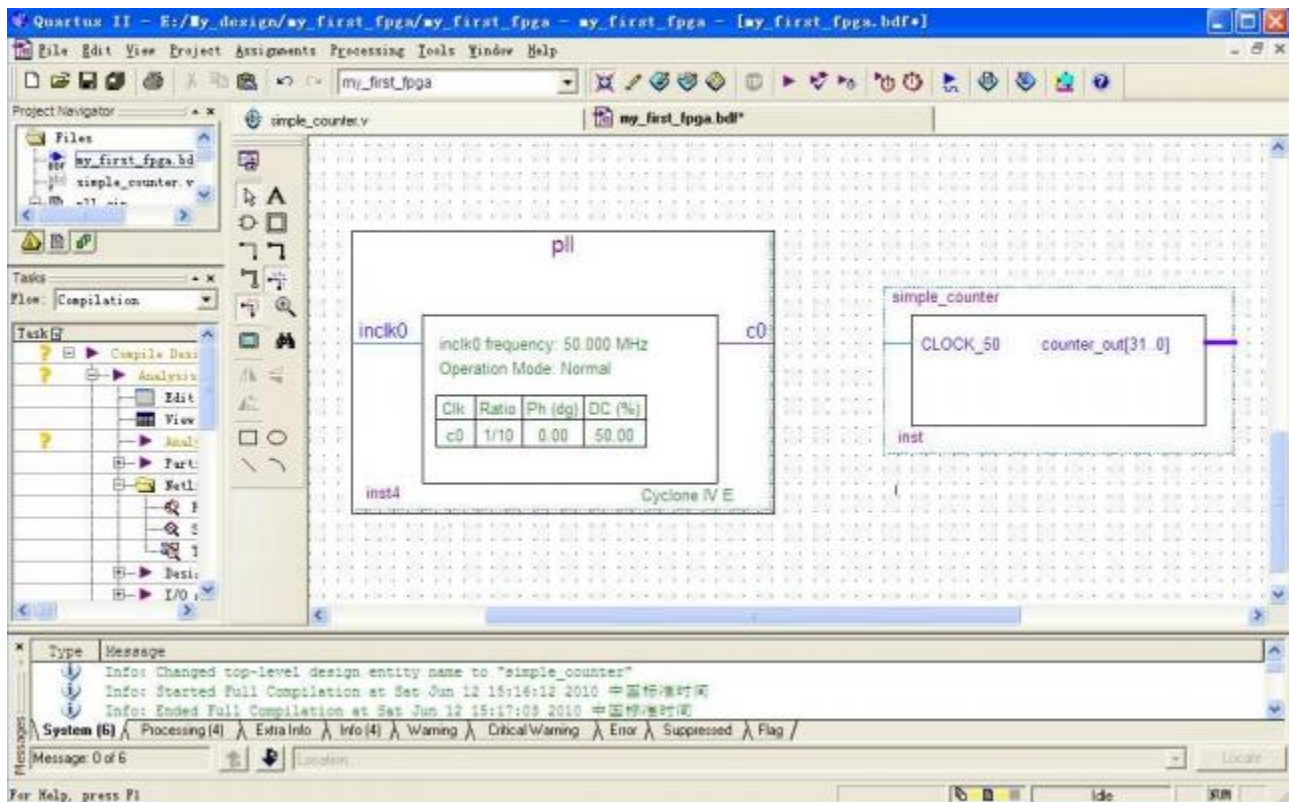 Quartus II - E:/My_design/my_first_fpga/my_first_fpga - my_first_fpga - [my_first_fpga.bdf*]
File Edit View Project Assignments Processing Tools Window Help
my_first_fpga
Project Navigator
Files
my_first_fpga.bd
simple_counter.v
simple_counter.v
my_first_fpga.bdf*
Tasks
Flow: Compilation
Task
Compile Desi
Analysis
Edit
View
Analy
Part
Netl
Desi
I/O
pll
inclk0
c0
inclk0 frequency: 50.000 MHz
Operation Mode: Normal
Clk Ratio Ph (dg) DC (%)
c0 1/10 0.00 50.00
inst4
Cyclone IV E
simple_counter
CLOCK_50 counter_out[31..0]
inst
Type Message
Info: Changed top-level design entity name to "simple_counter"
Info: Started Full Compilation at Sat Jun 12 15:16:12 2010 中国标准时间
Info: Ended Full Compilation at Sat Jun 12 15:17:03 2010 中国标准时间
System (6) Processing (4) Extra Info Info (4) Warning Critical Warning Error Suppressed Flag
Messages
Message: 0 of 6
Location:
Locate
For Help, press F1
Idle
NUM